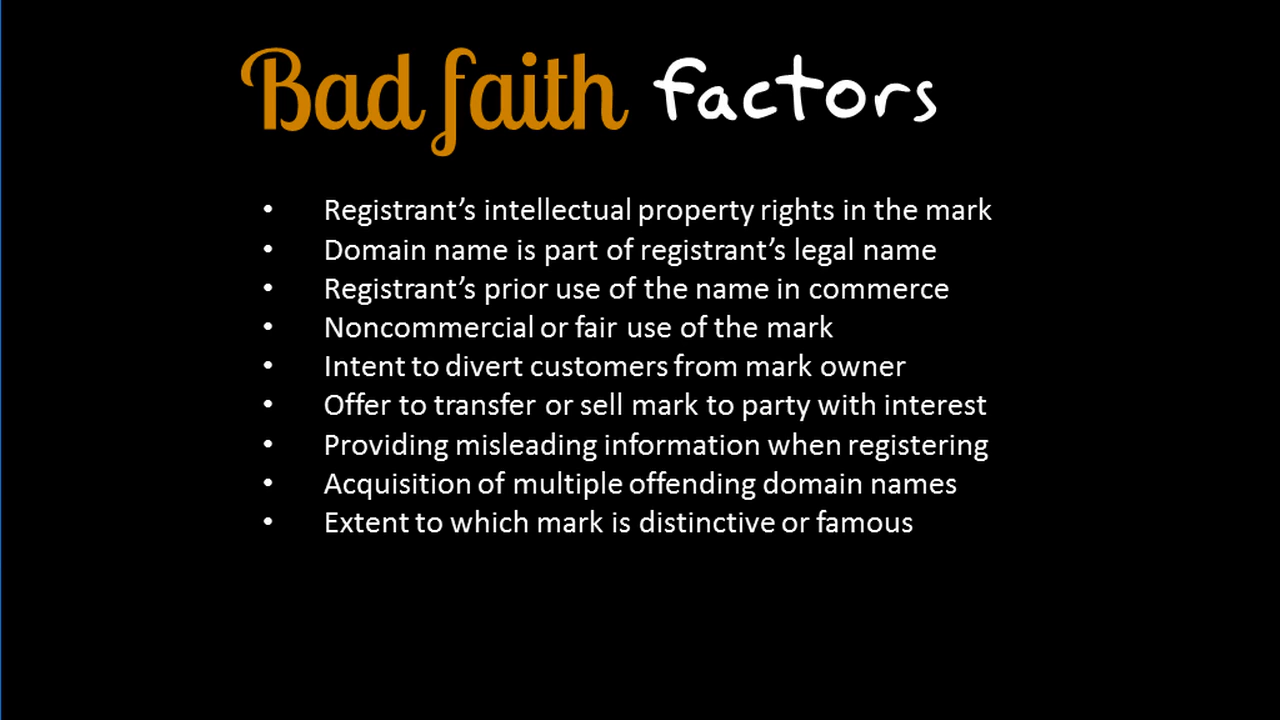 Bad faith factors
• Registrant’s intellectual property rights in the mark
• Domain name is part of registrant’s legal name
• Registrant’s prior use of the name in commerce
• Noncommercial or fair use of the mark
• Intent to divert customers from mark owner
• Offer to transfer or sell mark to party with interest
• Providing misleading information when registering
• Acquisition of multiple offending domain names
• Extent to which mark is distinctive or famous